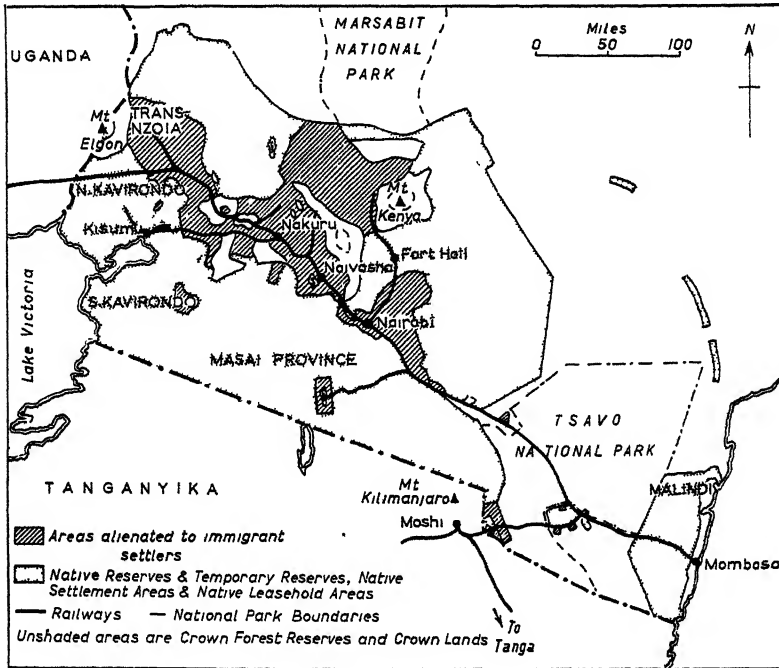 MARSABIT
NATIONAL
PARK
Miles
0 50 100
N
UGANDA
Mt
Elgon
TRANS-
NZOIA
N.KAVIRONDO
Kisumu
Nakuru
Naivasha
Mt
Kenya
Fort Hall
Nairobi
S.KAVIRONDO
Lake Victoria
MASAI PROVINCE
TSAVO
NATIONAL PARK
MALINDI
TANGANYIKA
Mt
Kilimanjaro
Moshi
Mombasa
To
Tanga
Areas alienated to immigrant
settlers
Native Reserves & Temporary Reserves, Native
Settlement Areas & Native Leasehold Areas
Railways National Park Boundaries
Unshaded areas are Crown Forest Reserves and Crown Lands